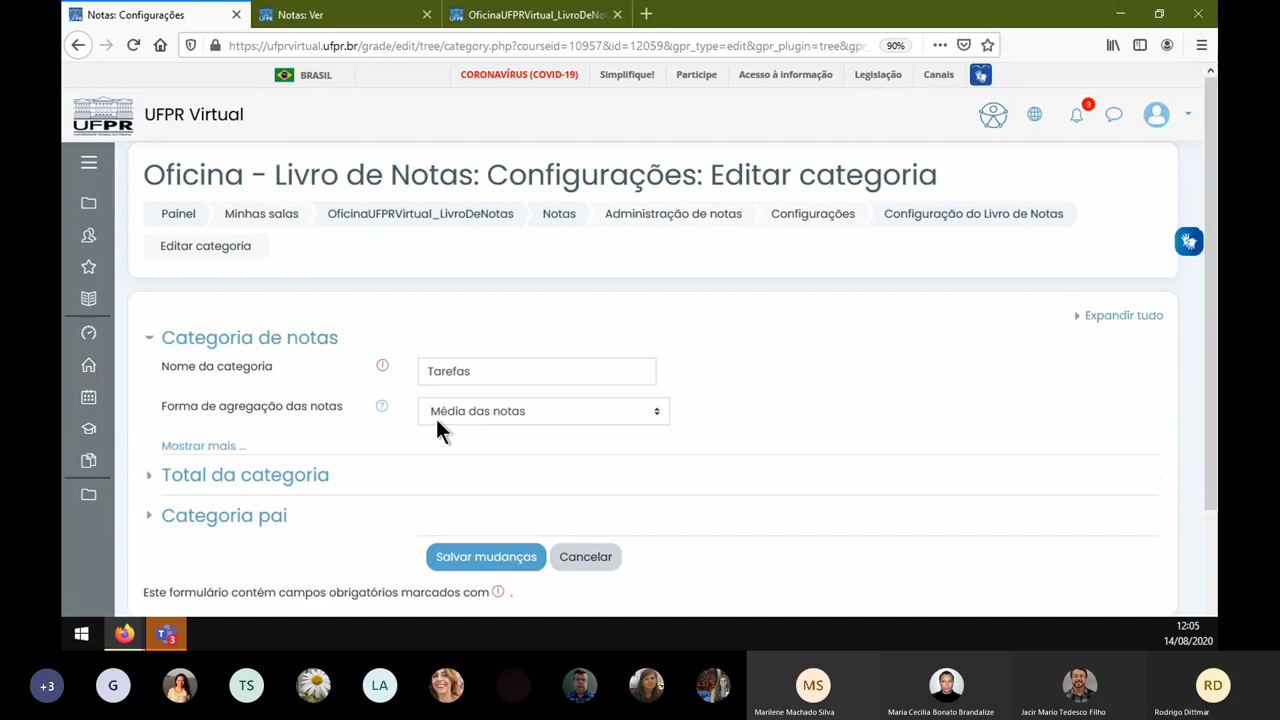 Notas: Configurações
Notas: Ver
OficinaUFPRVirtual_LivroDeNot
https://ufprvirtual.ufpr.br/grade/edit/tree/category.php?courseid=10957&id=12059&gpr_type=edit&gpr_plugin=tree&gpr_
90%
BRASIL
CORONAVÍRUS (COVID-19)
Simplifique!
Participe
Acesso à informação
Legislação
Canais
UFPR
UFPR Virtual
3
Oficina - Livro de Notas: Configurações: Editar categoria
Painel
Minhas salas
OficinaUFPRVirtual_LivroDeNotas
Notas
Administração de notas
Configurações
Configuração do Livro de Notas
Editar categoria
Expandir tudo
Categoria de notas
Nome da categoria
Tarefas
Forma de agregação das notas
Média das notas
Mostrar mais ...
Total da categoria
Categoria pai
Salvar mudanças
Cancelar
Este formulário contém campos obrigatórios marcados com .
3
12:05
14/08/2020
+3
G
TS
LA
MS
RD
Marilene Machado Silva
Maria Cecilia Bonato Brandalize
Jacir Mario Tedesco Filho
Rodrigo Dittmar